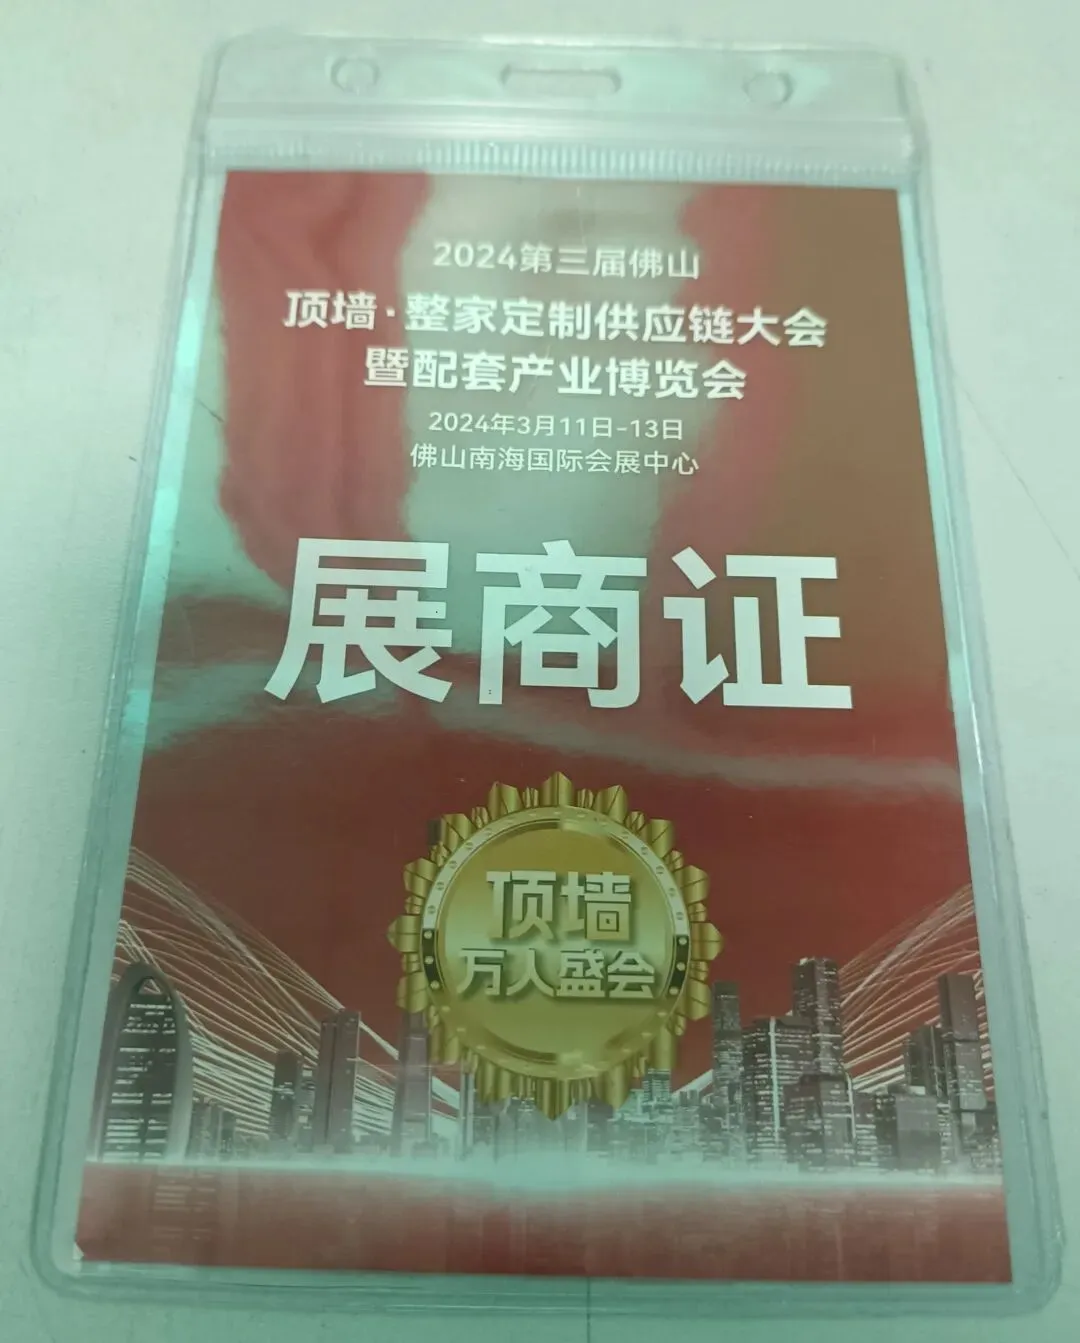 2024第三届佛山
顶墙·整家定制供应链大会
暨配套产业博览会
2024年3月11日-13日
佛山南海国际会展中心
展商证
顶墙
万人盛会